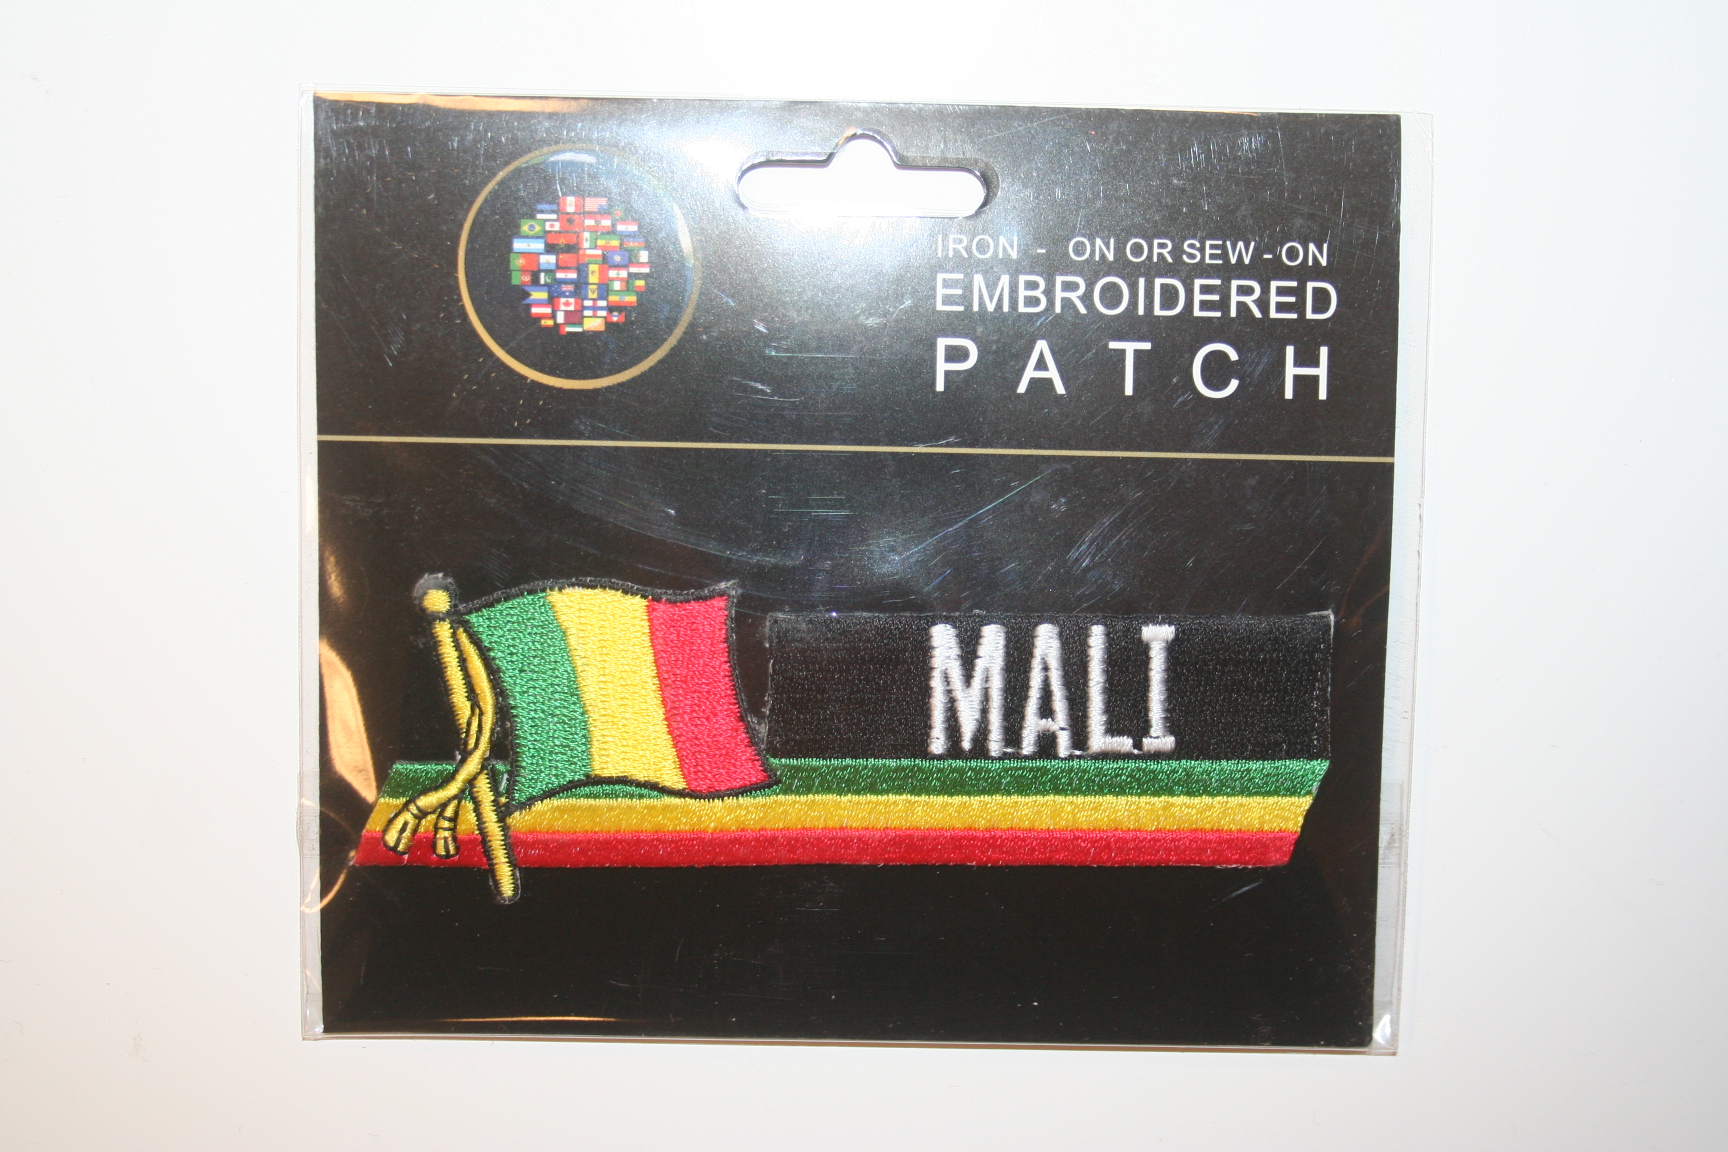 IRON - ON OR SEW - ON
EMBROIDERED
PATCH
MALI